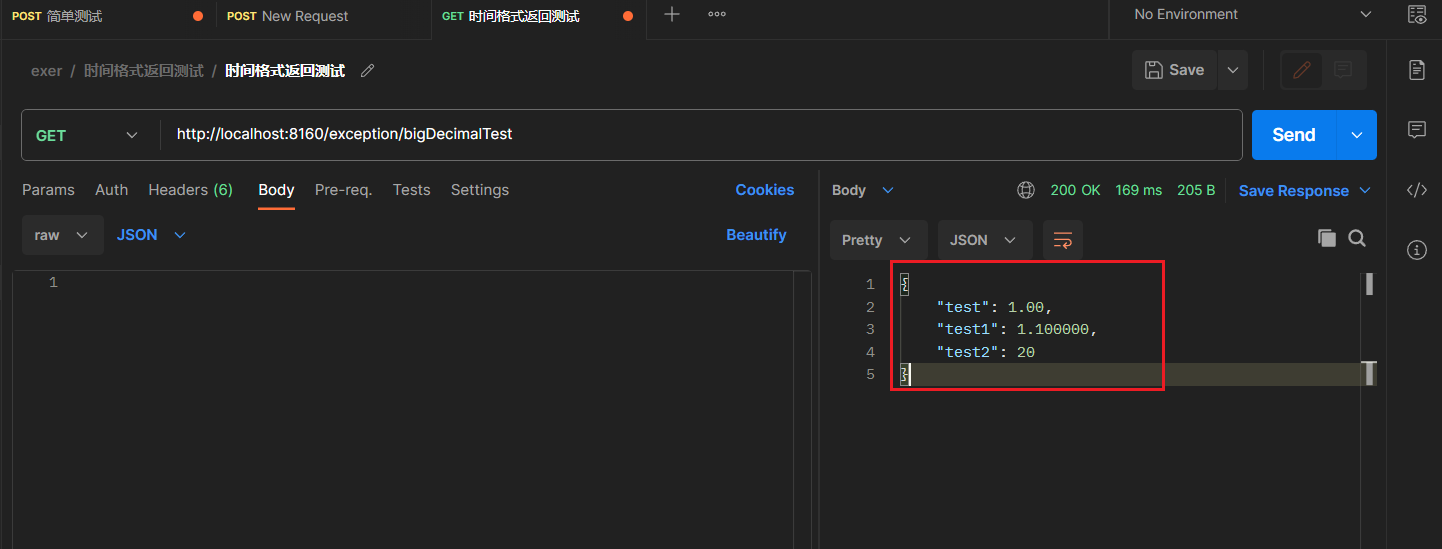 POST 简单测试
POST New Request
GET 时间格式返回测试
No Environment
exer / 时间格式返回测试 / 时间格式返回测试
Save
GET
http://localhost:8160/exception/bigDecimalTest
Send
Params Auth Headers (6) Body Pre-req. Tests Settings Cookies
raw JSON Beautify
1
Body 200 OK 169 ms 205 B Save Response
Pretty JSON
1 {
2 "test": 1.00,
3 "test1": 1.100000,
4 "test2": 20
5 }